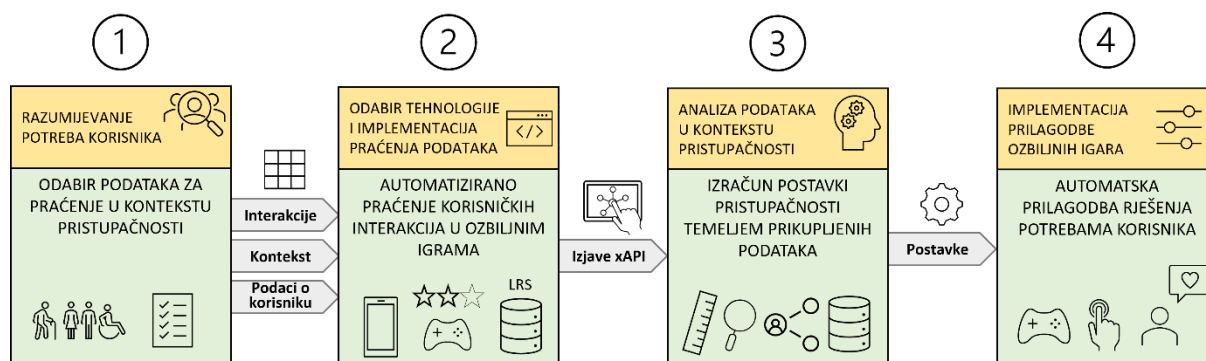 1
2
3
4
RAZUMIJEVANJE
POTREBA KORISNIKA
ODABIR PODATAKA ZA
PRAĆENJE U KONTEKSTU
PRISTUPAČNOSTI
Interakcije
Kontekst
Podaci o
korisniku
ODABIR TEHNOLOGIJE
I IMPLEMENTACIJA
PRAĆENJA PODATAKA
</>
AUTOMATIZIRANO
PRAĆENJE KORISNIČKIH
INTERAKCIJA U OZBILJNIM
IGRAMA
LRS
Izjave xAPI
ANALIZA PODATAKA
U KONTEKSTU
PRISTUPAČNOSTI
IZRAČUN POSTAVKI
PRISTUPAČNOSTI
TEMELJEM PRIKUPLJENIH
PODATAKA
Postavke
IMPLEMENTACIJA
PRILAGODBE
OZBILJNIH IGARA
AUTOMATSKA
PRILAGODBA RJEŠENJA
POTREBAMA KORISNIKA